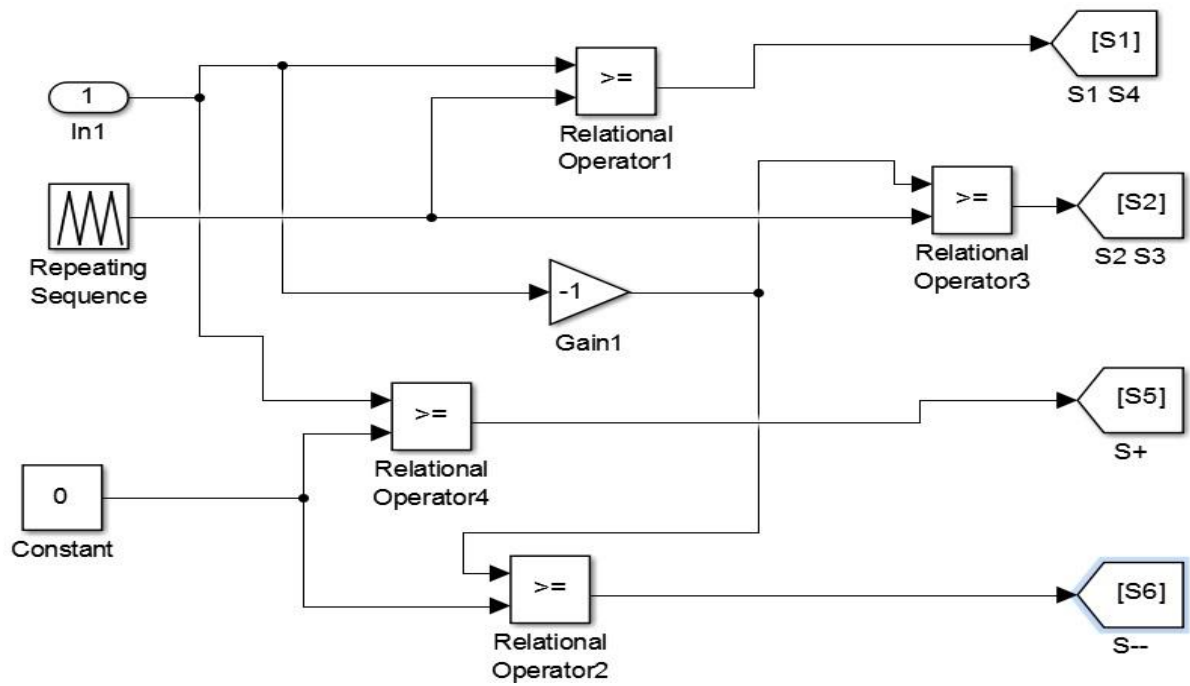 [S1]
S1 S4
>=
Relational
Operator1
1
In1
>=
Relational
Operator3
[S2]
S2 S3
Repeating
Sequence
-1
Gain1
>=
Relational
Operator4
[S5]
S+
0
Constant
>=
Relational
Operator2
[S6]
S--